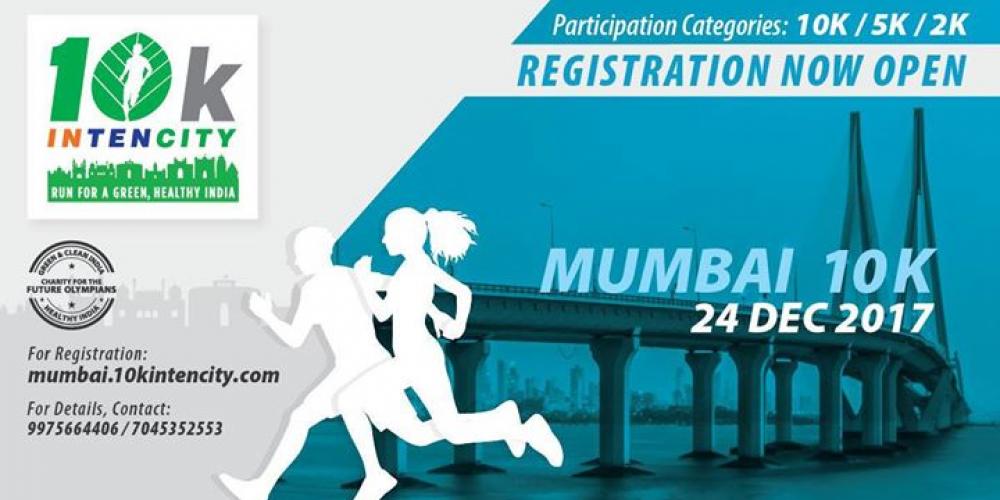 10k
INTENCITY
RUN FOR A GREEN, HEALTHY INDIA
Participation Categories: 10K / 5K / 2K
REGISTRATION NOW OPEN
GREEN & CLEAN INDIA
CHARITY FOR THE
FUTURE OLYMPIANS
HEALTHY INDIA
MUMBAI 10K
24 DEC 2017
For Registration:
mumbai.10kintencity.com
For Details, Contact:
9975664406 / 7045352553